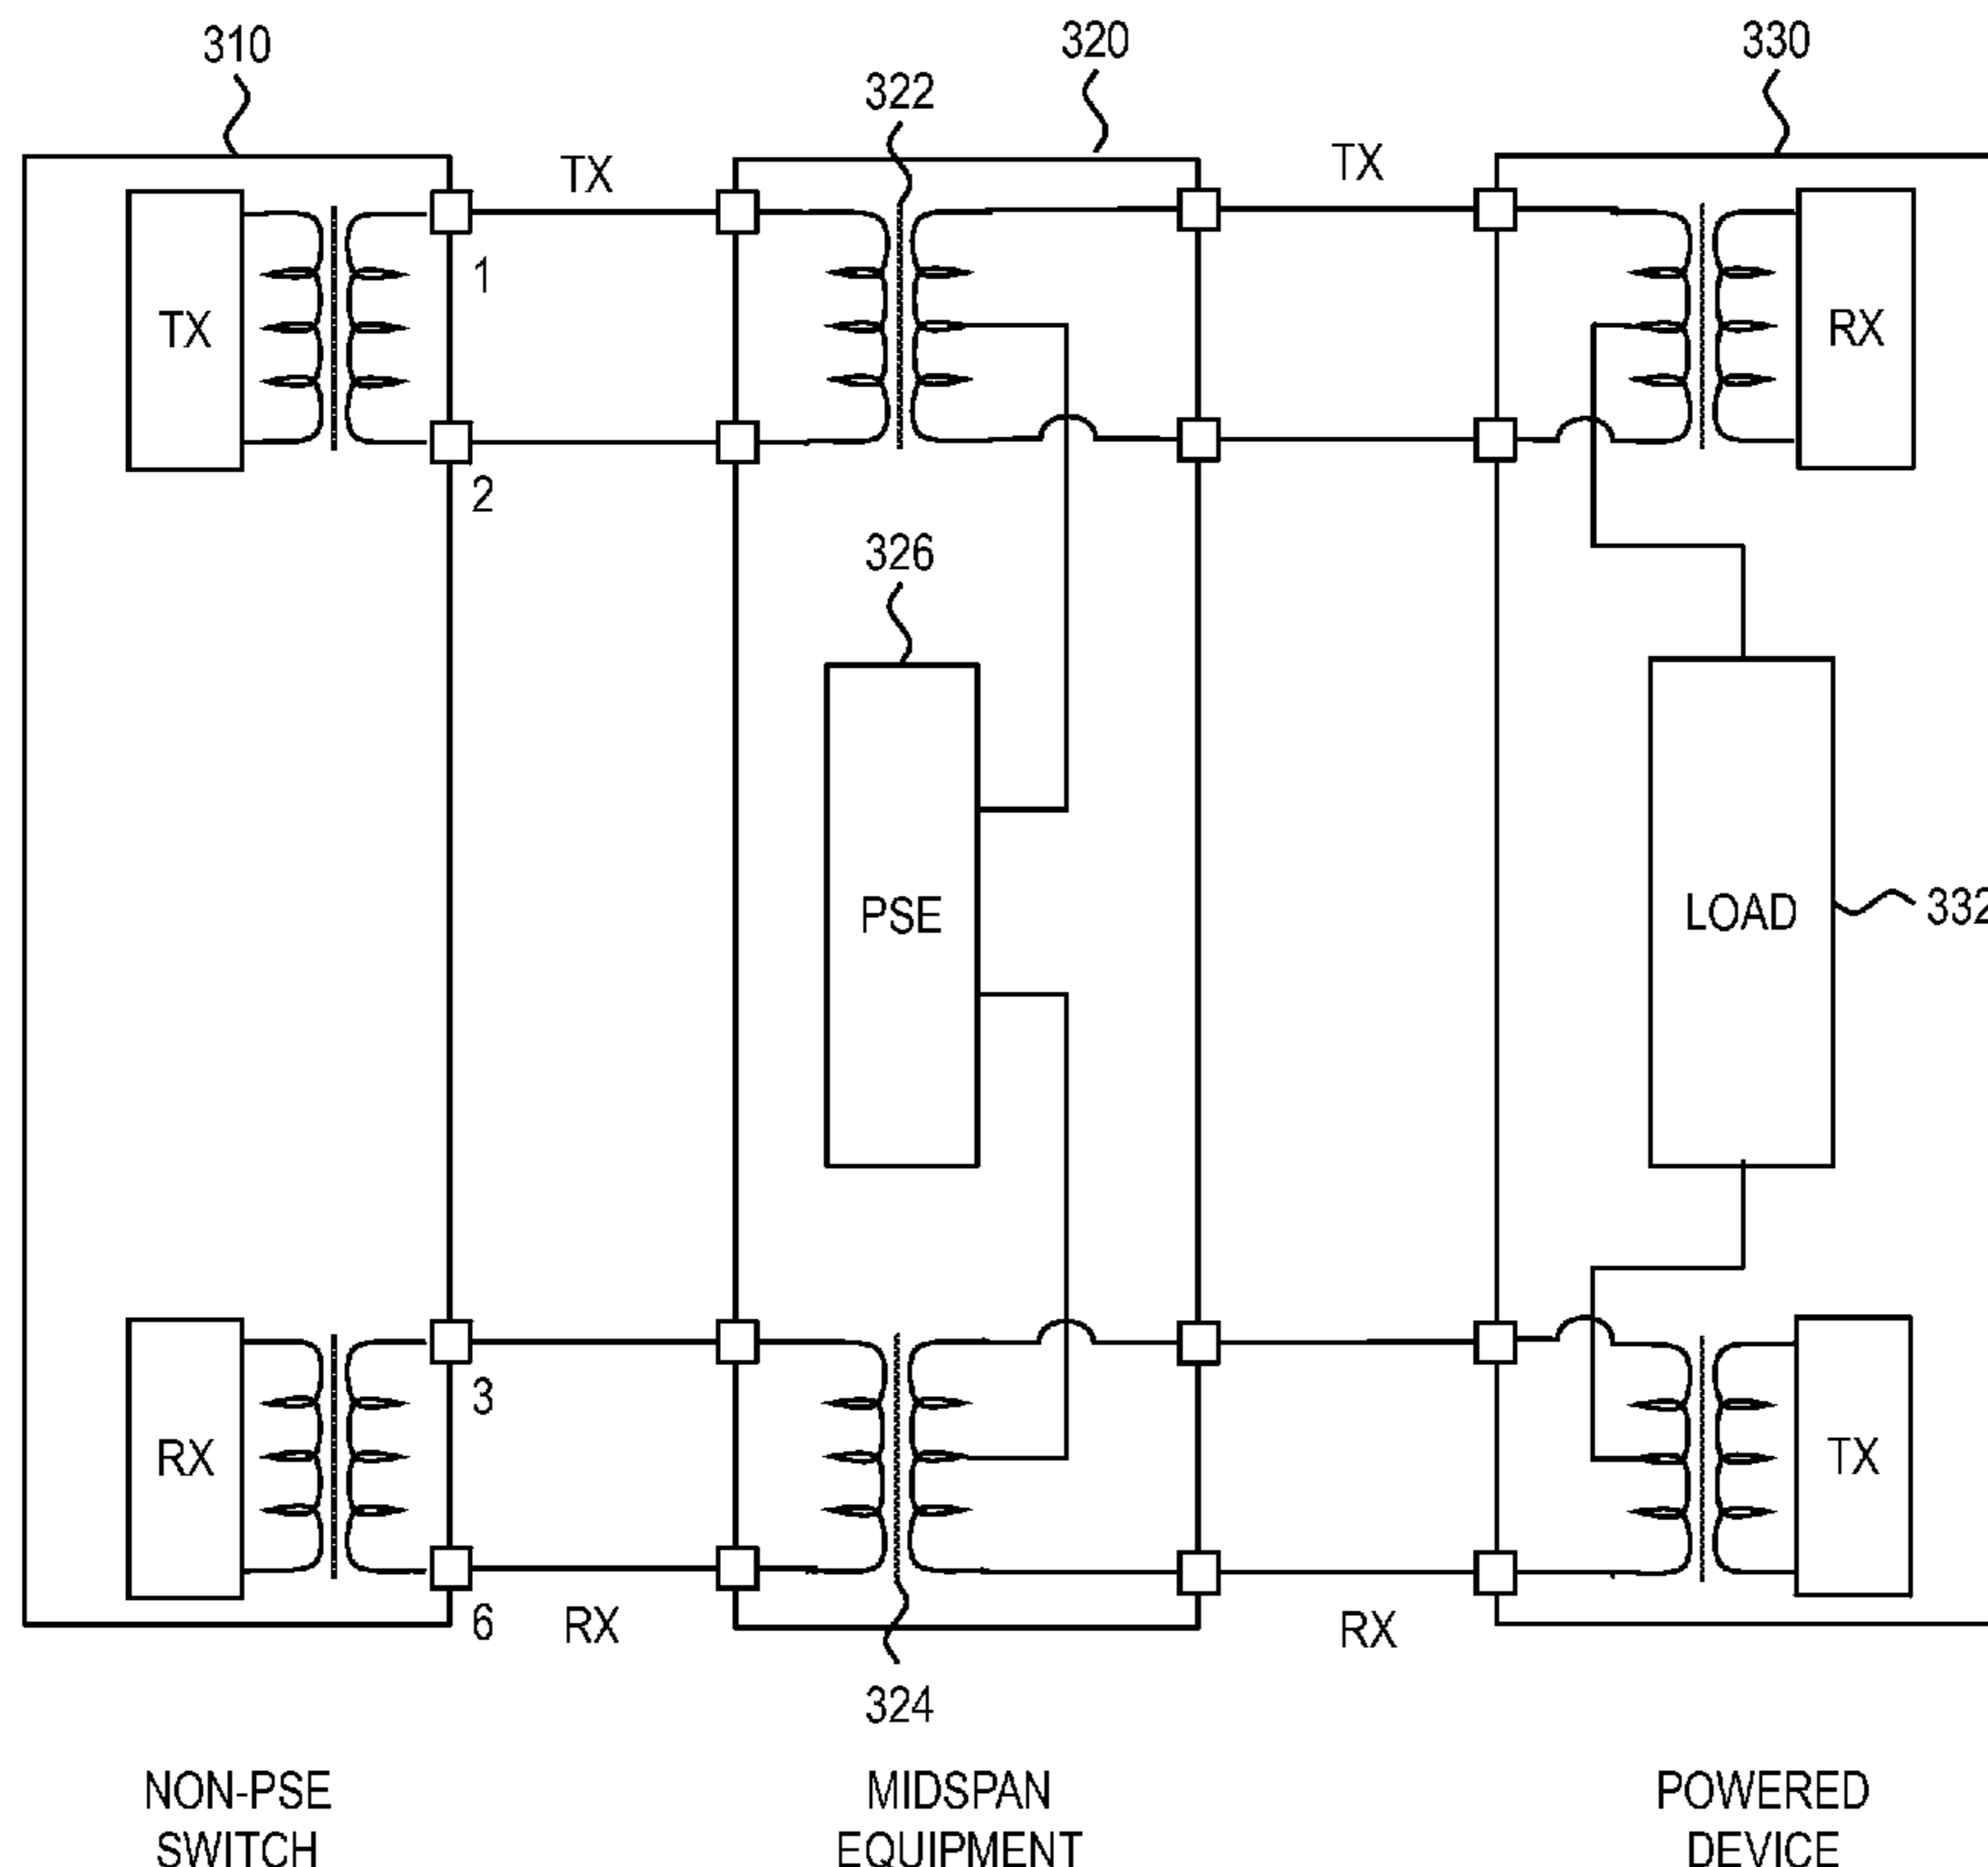 310
320
330
322
TX
TX
TX
RX
1
2
326
PSE
LOAD
332
3
RX
TX
6
RX
RX
324
NON-PSE
SWITCH
MIDSPAN
EQUIPMENT
POWERED
DEVICE